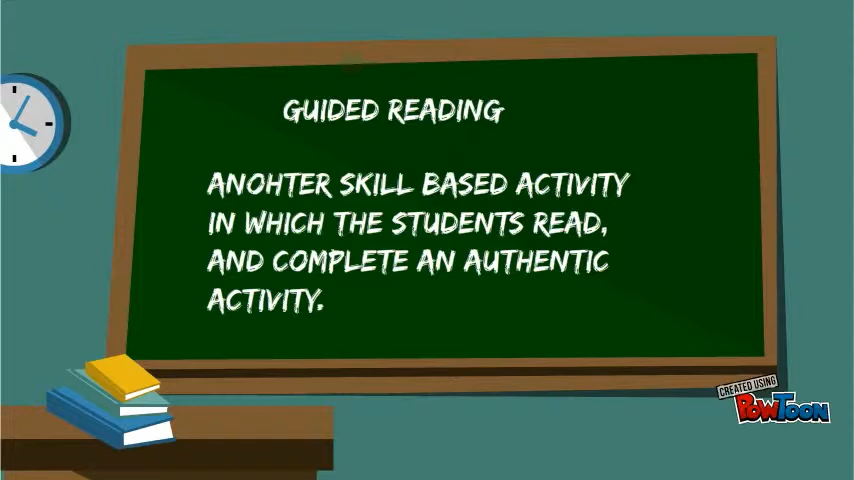 GUIDED READING
ANOHTER SKILL BASED ACTIVITY
IN WHICH THE STUDENTS READ,
AND COMPLETE AN AUTHENTIC
ACTIVITY.
CREATED USING
POWTOON